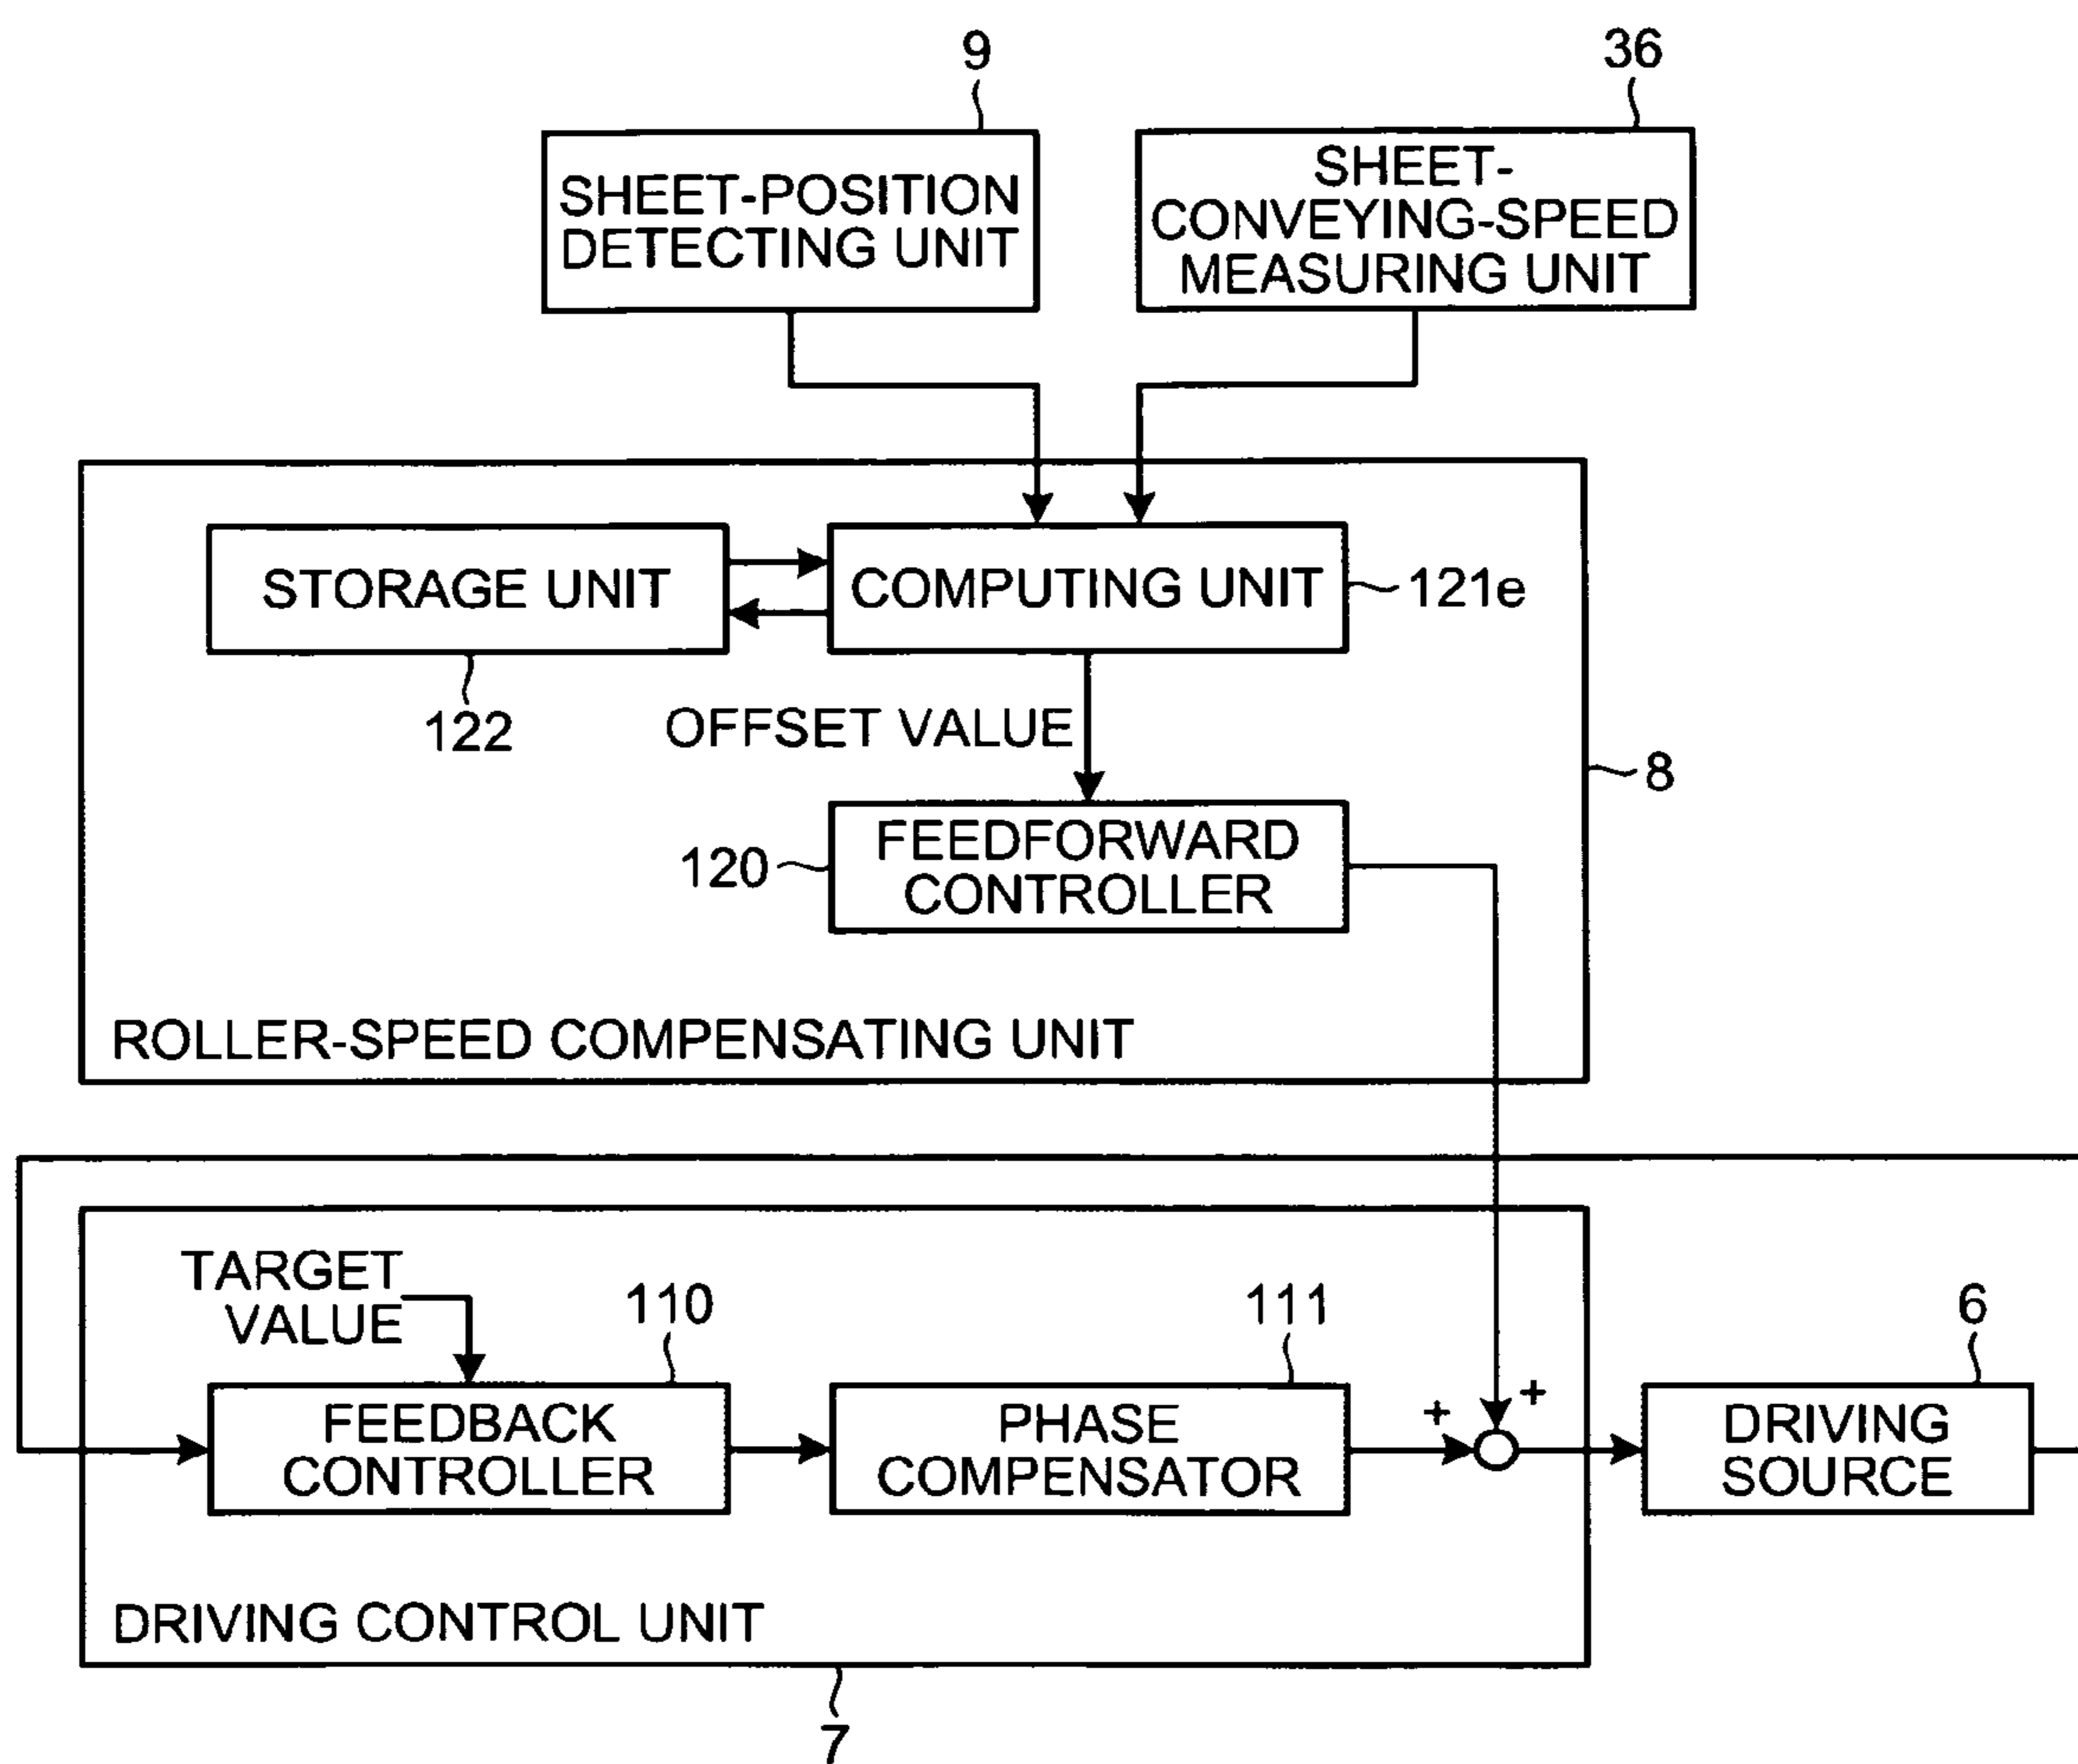 9
36
SHEET-POSITION
DETECTING UNIT
SHEET-
CONVEYING-SPEED
MEASURING UNIT
STORAGE UNIT
COMPUTING UNIT
121e
122
OFFSET VALUE
8
120
FEEDFORWARD
CONTROLLER
ROLLER-SPEED COMPENSATING UNIT
TARGET
VALUE
110
111
6
+
+
FEEDBACK
CONTROLLER
PHASE
COMPENSATOR
DRIVING
SOURCE
DRIVING CONTROL UNIT
7